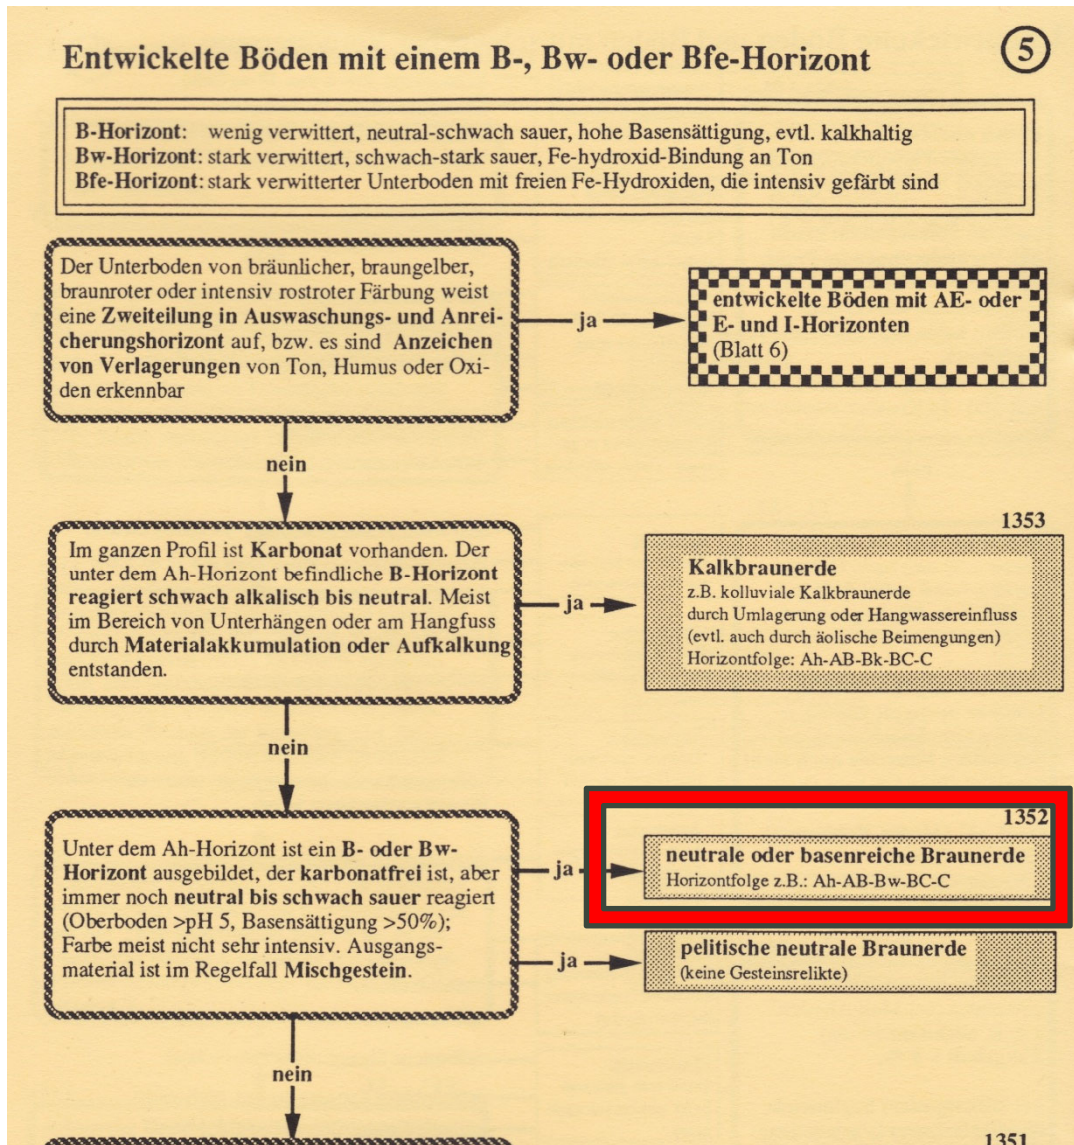 Entwickelte Böden mit einem B-, Bw- oder Bfe-Horizont
5
B-Horizont: wenig verwittert, neutral-schwach sauer, hohe Basensättigung, evtl. kalkhaltig
Bw-Horizont: stark verwittert, schwach-stark sauer, Fe-hydroxid-Bindung an Ton
Bfe-Horizont: stark verwitterter Unterboden mit freien Fe-Hydroxiden, die intensiv gefärbt sind
Der Unterboden von bräunlicher, braungelber,
braunroter oder intensiv rostroter Färbung weist
eine Zweiteilung in Auswaschungs- und Anrei-
cherungshorizont auf, bzw. es sind Anzeichen
von Verlagerungen von Ton, Humus oder Oxi-
den erkennbar
ja
entwickelte Böden mit AE- oder
E- und I-Horizonten
(Blatt 6)
nein
Im ganzen Profil ist Karbonat vorhanden. Der
unter dem Ah-Horizont befindliche B-Horizont
reagiert schwach alkalisch bis neutral. Meist
im Bereich von Unterhängen oder am Hangfuss
durch Materialakkumulation oder Aufkalkung
entstanden.
ja
1353
Kalkbraunerde
z.B. kolluviale Kalkbraunerde
durch Umlagerung oder Hangwassereinfluss
(evtl. auch durch äolische Beimengungen)
Horizontfolge: Ah-AB-Bk-BC-C
nein
Unter dem Ah-Horizont ist ein B- oder Bw-
Horizont ausgebildet, der karbonatfrei ist, aber
immer noch neutral bis schwach sauer reagiert
(Oberboden >pH 5, Basensättigung >50%);
Farbe meist nicht sehr intensiv. Ausgangs-
material ist im Regelfall Mischgestein.
ja
1352
neutrale oder basenreiche Braunerde
Horizontfolge z.B.: Ah-AB-Bw-BC-C
ja
pelitische neutrale Braunerde
(keine Gesteinsrelikte)
nein
1351